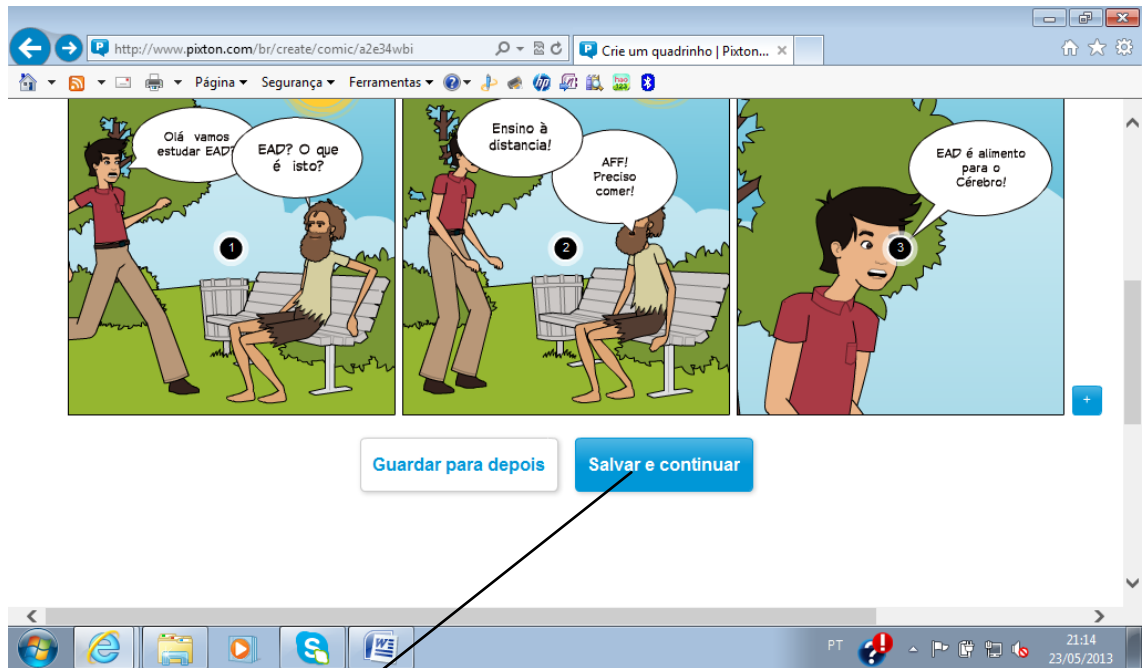 http://www.pixton.com/br/create/comic/a2e34wbi
Crie um quadrinho | Pixton...
Página
Segurança
Ferramentas
Olá vamos
estudar EAD?
EAD? O que
é isto?
1
Ensino à
distancia!
AFF!
Preciso
comer!
2
EAD é alimento
para o
Cérebro!
3
+
Guardar para depois
Salvar e continuar
PT
21:14
23/05/2013